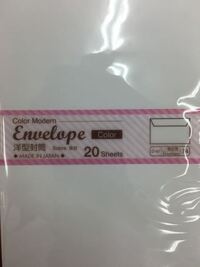 Color Modern
Envelope
Color
洋型封筒
20 Sheets
★ MADE IN JAPAN ★